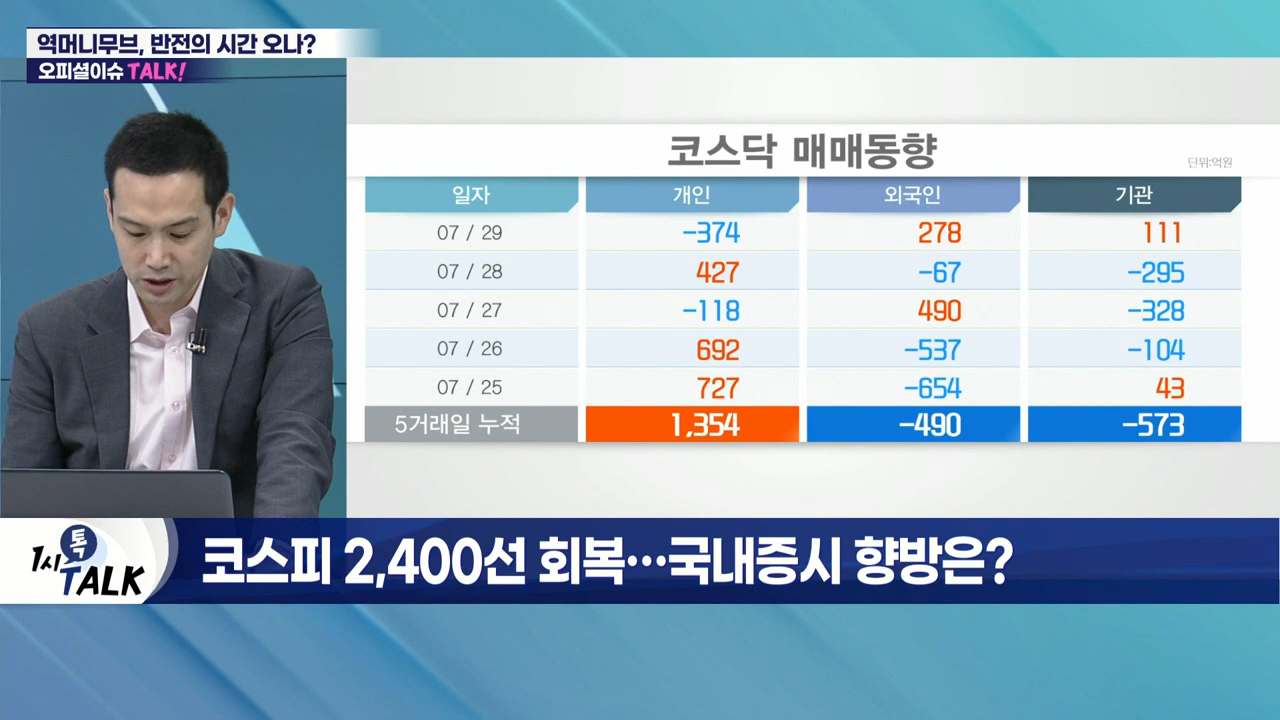 역머니무브, 반전의 시간 오나?
오피셜이슈 TALK!
코스닥 매매동향
단위:억원
일자 개인 외국인 기관
07 / 29 -374 278 111
07 / 28 427 -67 -295
07 / 27 -118 490 -328
07 / 26 692 -537 -104
07 / 25 727 -654 43
5거래일 누적 1,354 -490 -573
1시 톡 TALK
코스피 2,400선 회복…국내증시 향방은?